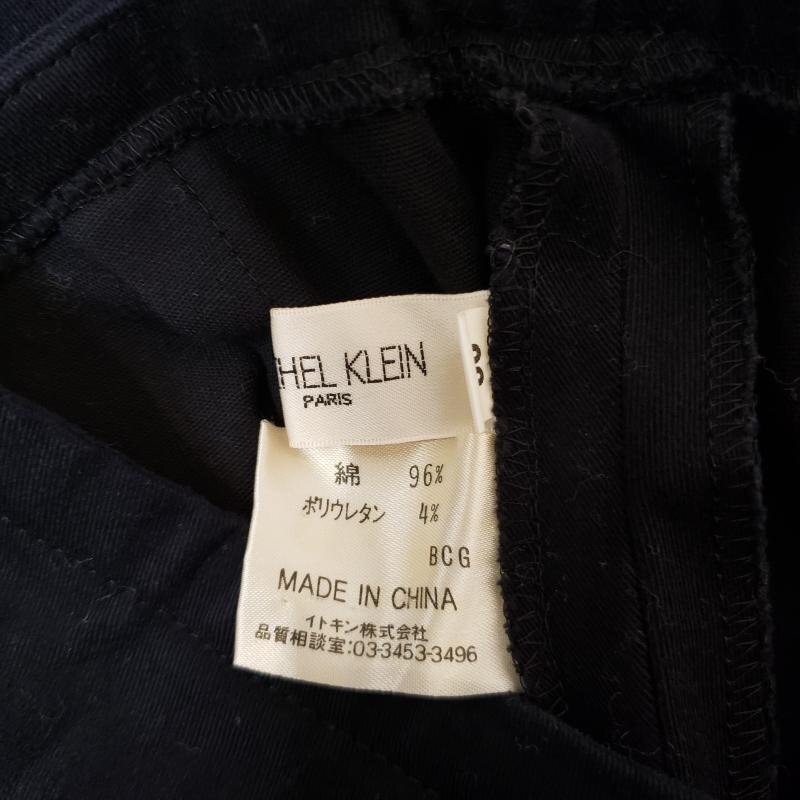 HEL KLEIN
PARIS
綿 96%
ポリウレタン 4%
BCG
MADE IN CHINA
イトキン株式会社
品質相談室:03-3453-3496